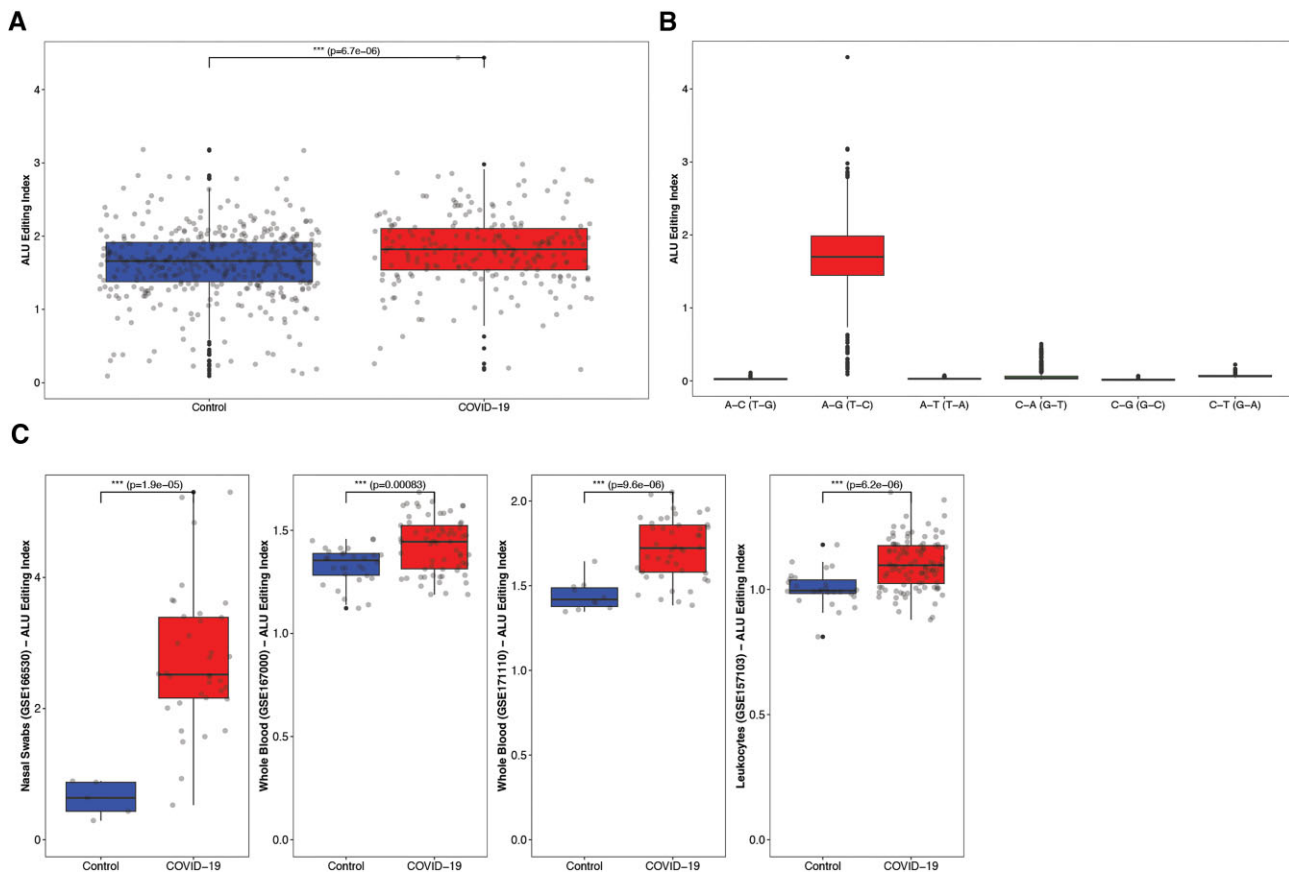 A
*** (p=6.7e−06)
ALU Editing Index
4
3
2
1
0
Control
COVID−19
B
ALU Editing Index
4
3
2
1
0
A−C (T−G)
A−G (T−C)
A−T (T−A)
C−A (G−T)
C−G (G−C)
C−T (G−A)
C
*** (p=1.9e−05)
Nasal Swabs (GSE166530) − ALU Editing Index
4
2
0
Control
COVID−19
*** (p=0.00083)
Whole Blood (GSE167000) − ALU Editing Index
1.5
1.0
0.5
0.0
Control
COVID−19
*** (p=9.6e−06)
Whole Blood (GSE171110) − ALU Editing Index
2.0
1.5
1.0
0.5
0.0
Control
COVID−19
*** (p=6.2e−06)
Leukocytes (GSE157103) − ALU Editing Index
1.0
0.5
0.0
Control
COVID−19